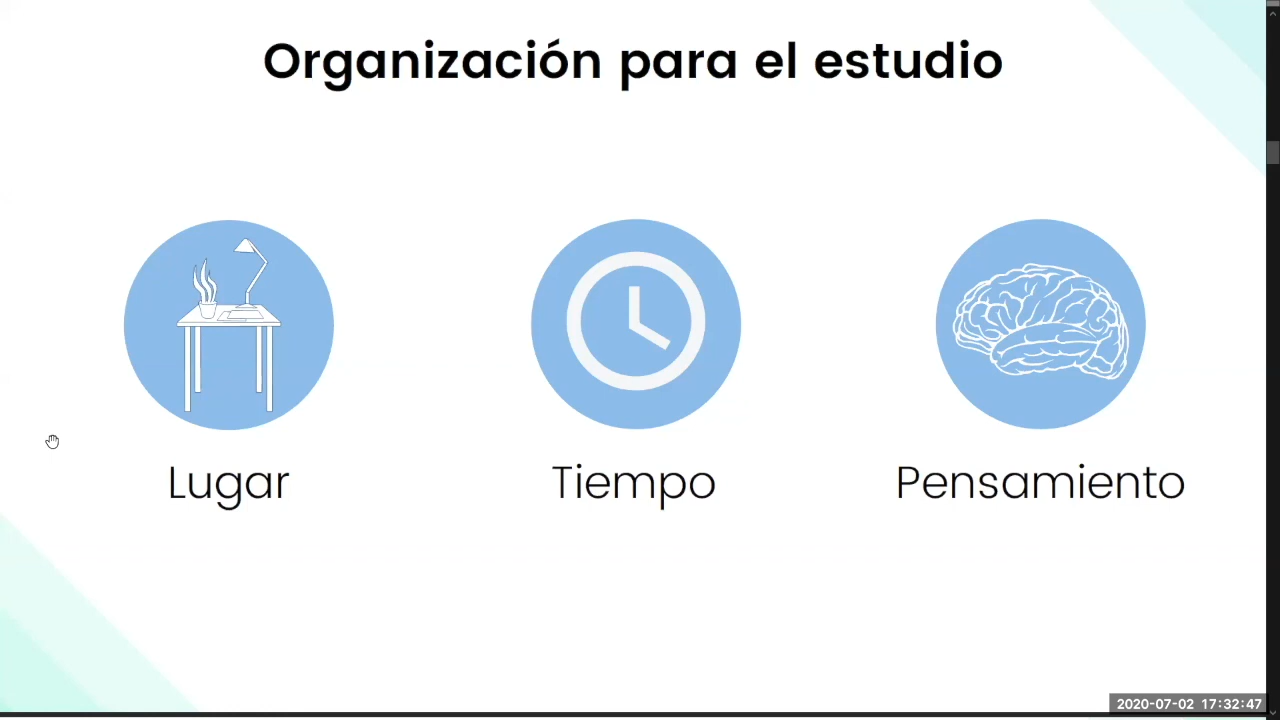 Organización para el estudio
Lugar
Tiempo
Pensamiento
2020-07-02 17:32:47